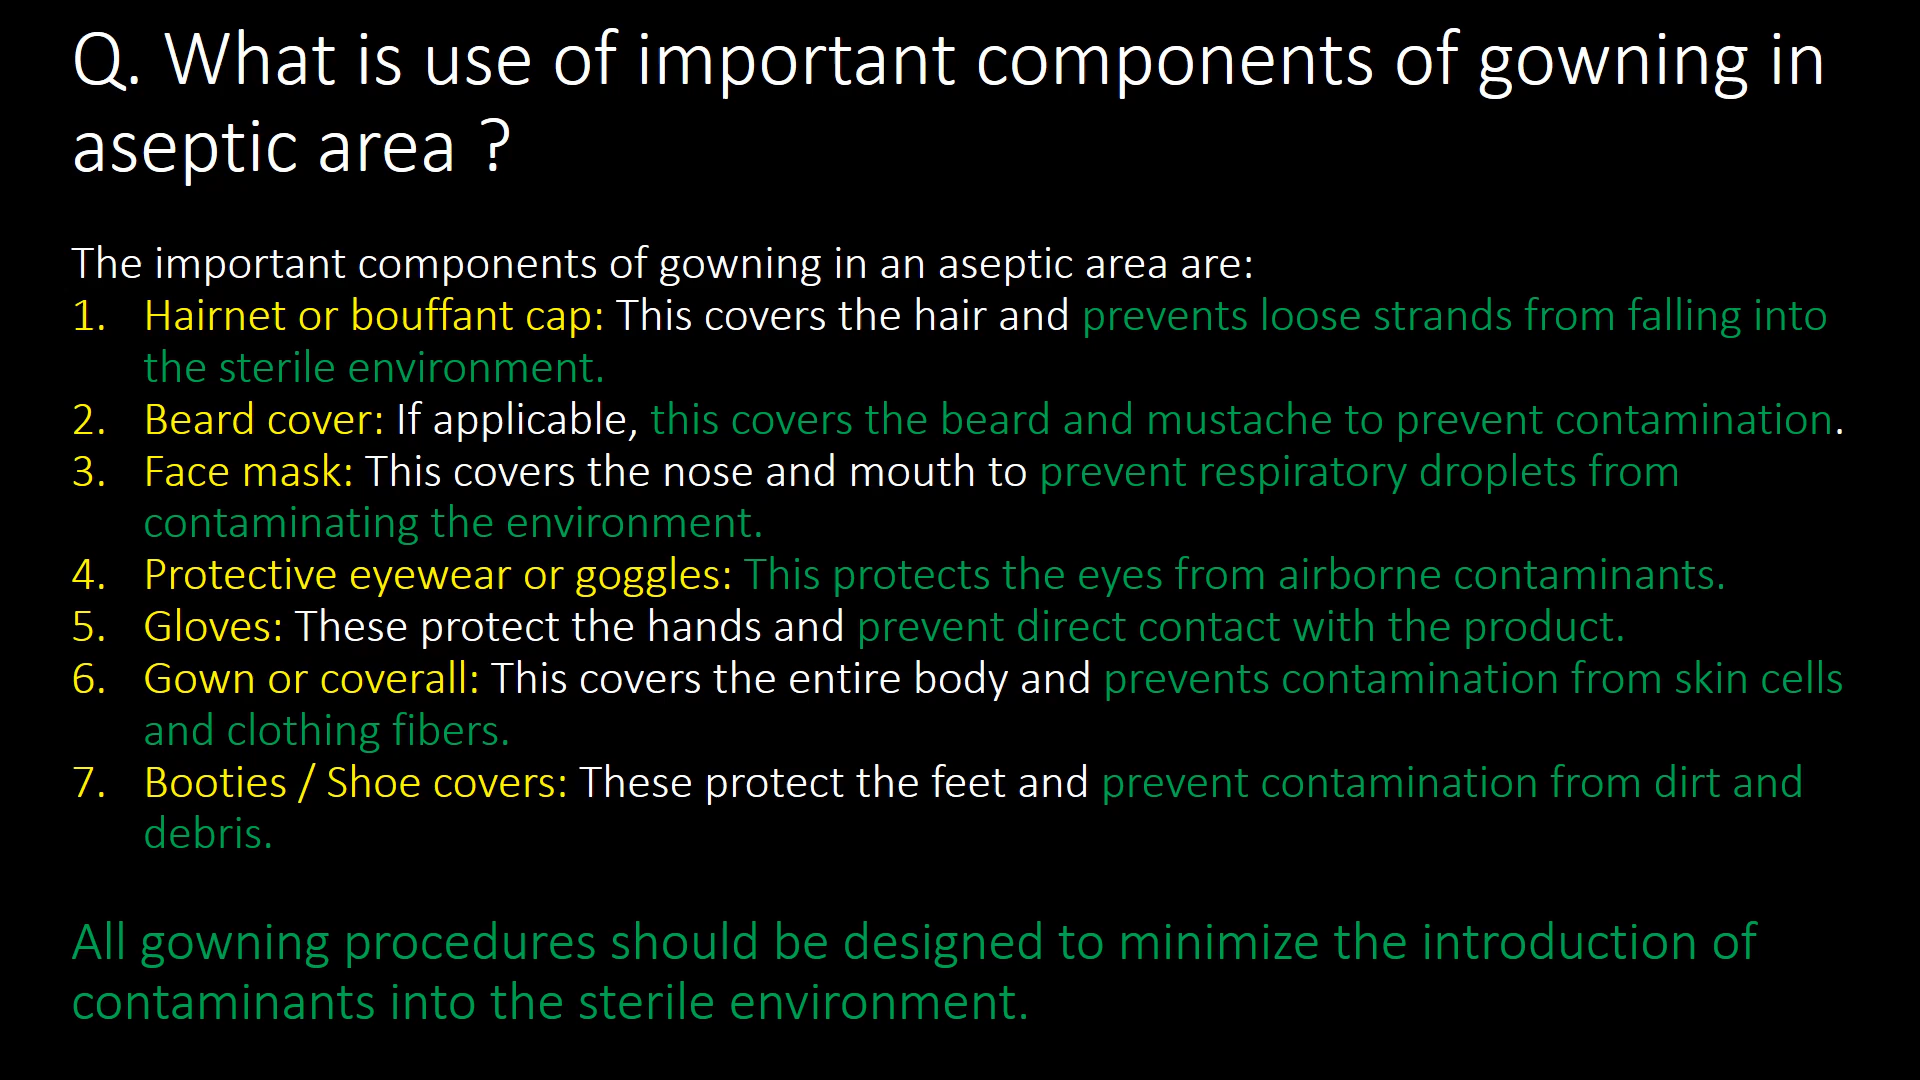 Q. What is use of important components of gowning in
aseptic area ?
The important components of gowning in an aseptic area are:
1. Hairnet or bouffant cap: This covers the hair and prevents loose strands from falling into
the sterile environment.
2. Beard cover: If applicable, this covers the beard and mustache to prevent contamination.
3. Face mask: This covers the nose and mouth to prevent respiratory droplets from
contaminating the environment.
4. Protective eyewear or goggles: This protects the eyes from airborne contaminants.
5. Gloves: These protect the hands and prevent direct contact with the product.
6. Gown or coverall: This covers the entire body and prevents contamination from skin cells
and clothing fibers.
7. Booties / Shoe covers: These protect the feet and prevent contamination from dirt and
debris.
All gowning procedures should be designed to minimize the introduction of
contaminants into the sterile environment.